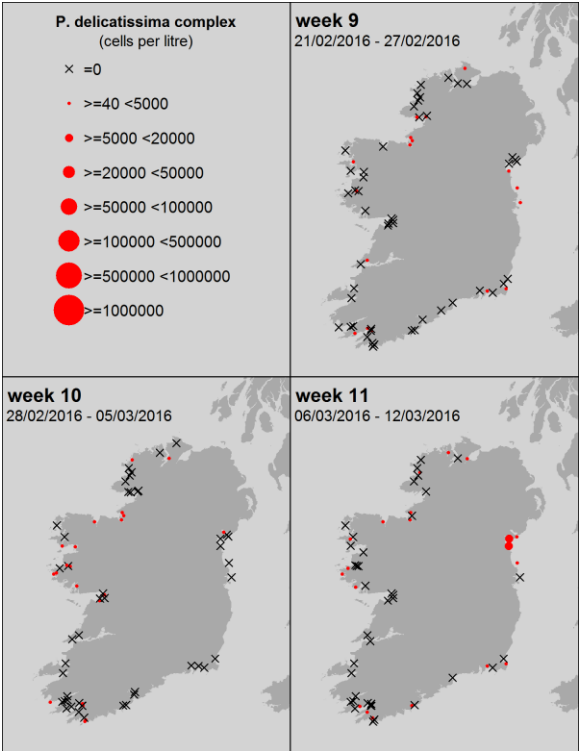 P. delicatissima complex
(cells per litre)
=0
>=40 <5000
>=5000 <20000
>=20000 <50000
>=50000 <100000
>=100000 <500000
>=500000 <1000000
>=1000000
week 9
21/02/2016 - 27/02/2016
week 10
28/02/2016 - 05/03/2016
week 11
06/03/2016 - 12/03/2016